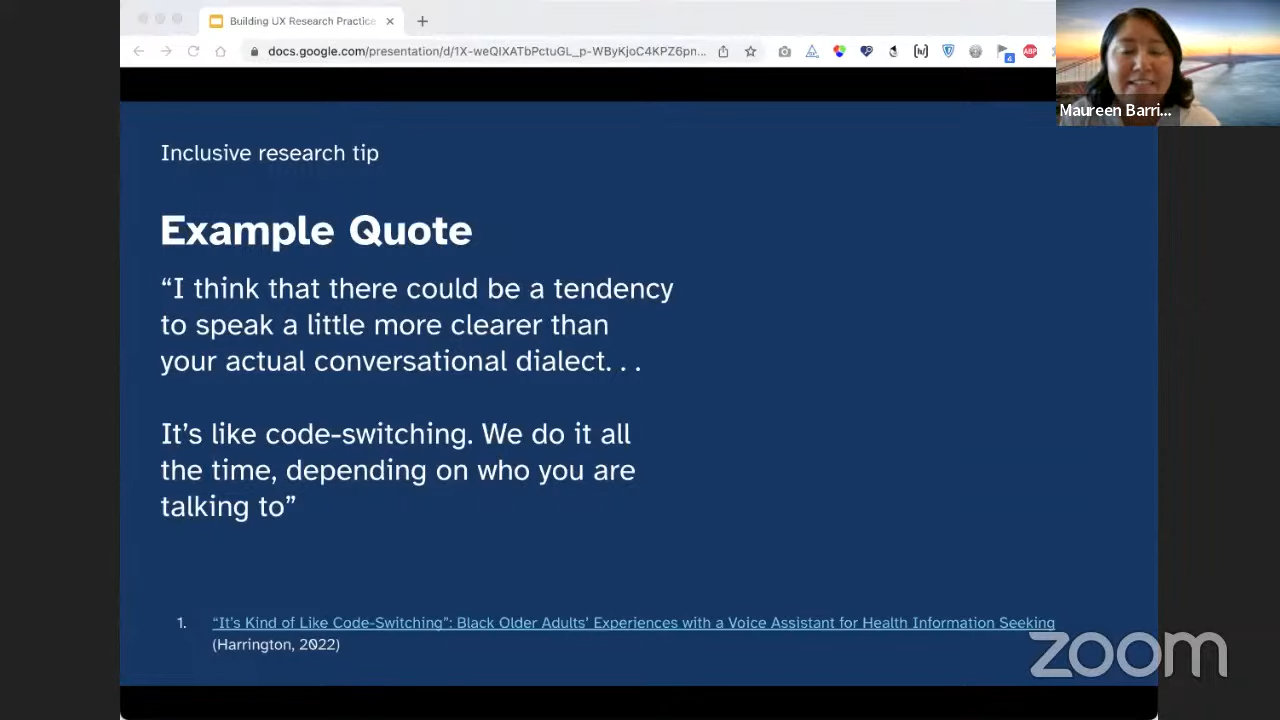 Building UX Research Practice
docs.google.com/presentation/d/1X-weQIXATbPctuGL_p-WByKjoC4KPZ6pn...
Maureen Barri...
Inclusive research tip
Example Quote
“I think that there could be a tendency
to speak a little more clearer than
your actual conversational dialect. . .
It’s like code-switching. We do it all
the time, depending on who you are
talking to”
1. “It’s Kind of Like Code-Switching”: Black Older Adults’ Experiences with a Voice Assistant for Health Information Seeking
(Harrington, 2022)
zoom